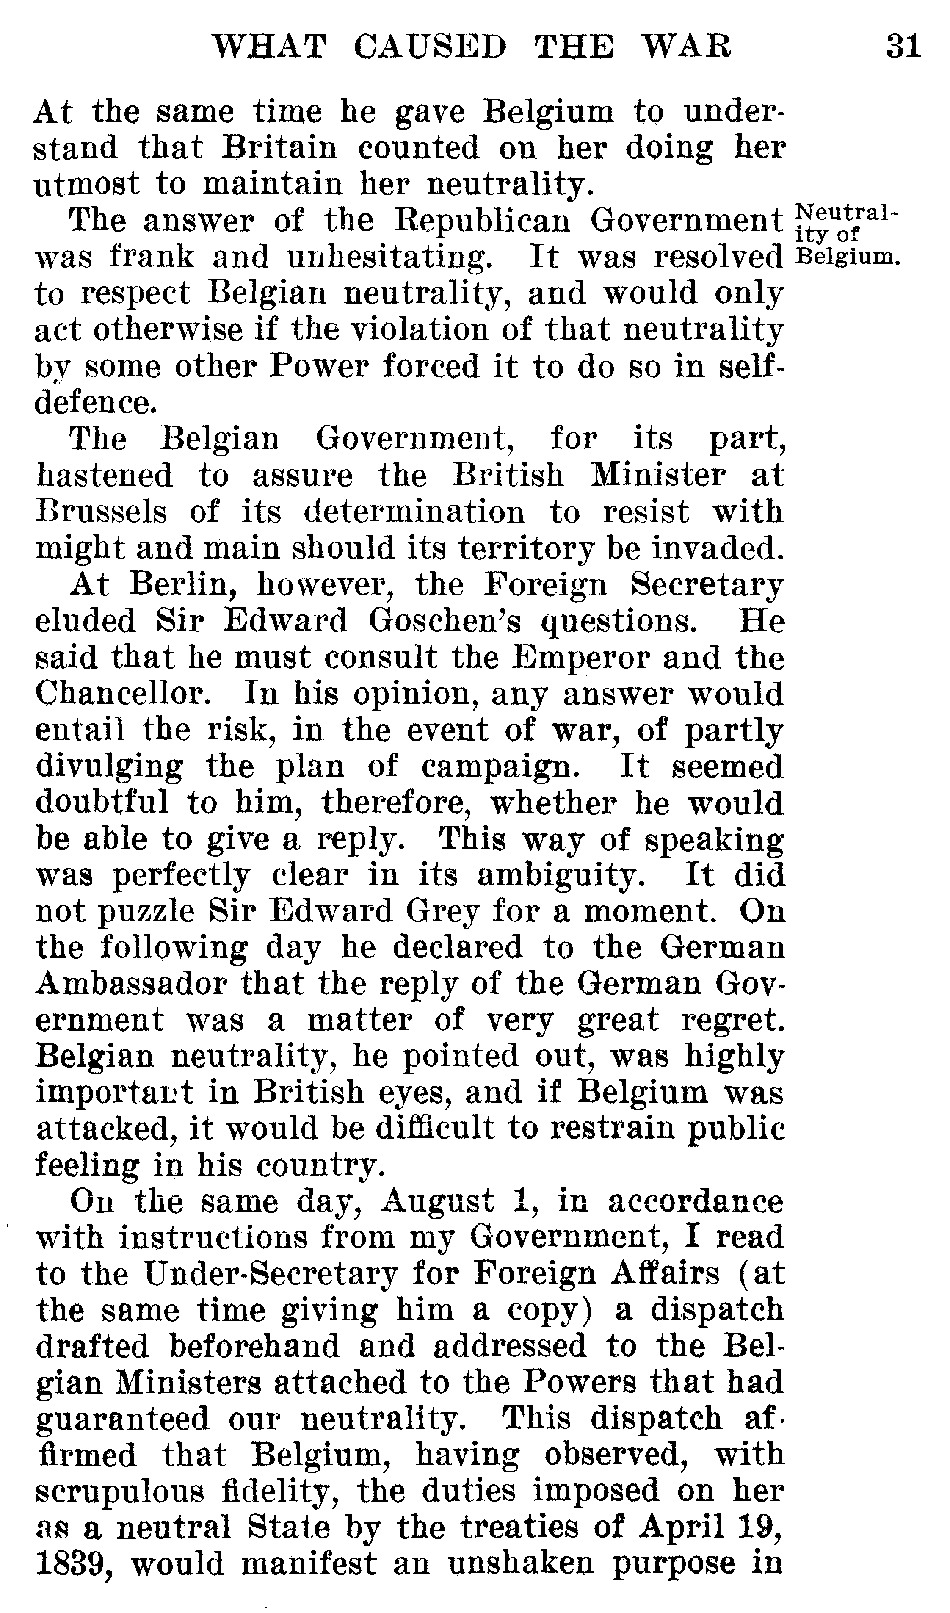 WHAT CAUSED THE WAR 31
At the same time he gave Belgium to under-
stand that Britain counted on her doing her
utmost to maintain her neutrality.
The answer of the Republican Government
was frank and unhesitating. It was resolved
to respect Belgian neutrality, and would only
act otherwise if the violation of that neutrality
by some other Power forced it to do so in self-
defence.
Neutral-
ity of
Belgium.
The Belgian Government, for its part,
hastened to assure the British Minister at
Brussels of its determination to resist with
might and main should its territory be invaded.
At Berlin, however, the Foreign Secretary
eluded Sir Edward Goschen's questions. He
said that he must consult the Emperor and the
Chancellor. In his opinion, any answer would
entail the risk, in the event of war, of partly
divulging the plan of campaign. It seemed
doubtful to him, therefore, whether he would
be able to give a reply. This way of speaking
was perfectly clear in its ambiguity. It did
not puzzle Sir Edward Grey for a moment. On
the following day he declared to the German
Ambassador that the reply of the German Gov-
ernment was a matter of very great regret.
Belgian neutrality, he pointed out, was highly
important in British eyes, and if Belgium was
attacked, it would be difficult to restrain public
feeling in his country.
On the same day, August 1, in accordance
with instructions from my Government, I read
to the Under-Secretary for Foreign Affairs (at
the same time giving him a copy) a dispatch
drafted beforehand and addressed to the Bel-
gian Ministers attached to the Powers that had
guaranteed our neutrality. This dispatch af-
firmed that Belgium, having observed, with
scrupulous fidelity, the duties imposed on her
as a neutral State by the treaties of April 19,
1839, would manifest an unshaken purpose in